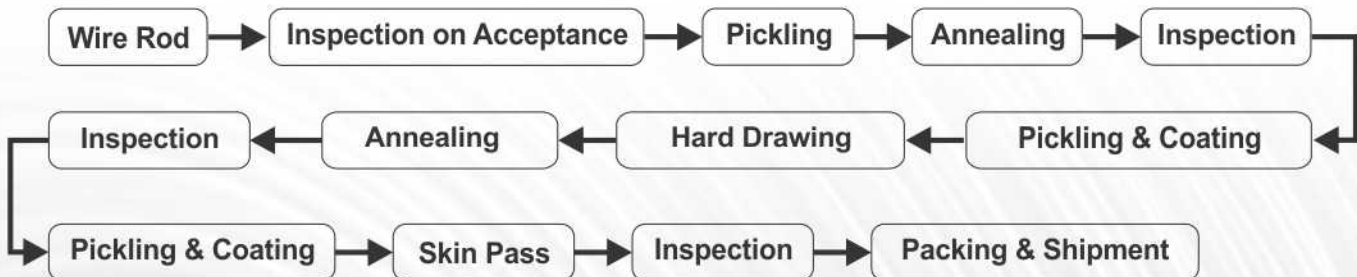 Wire Rod Inspection on Acceptance Pickling Annealing Inspection
Inspection Annealing Hard Drawing Pickling & Coating
Pickling & Coating Skin Pass Inspection Packing & Shipment